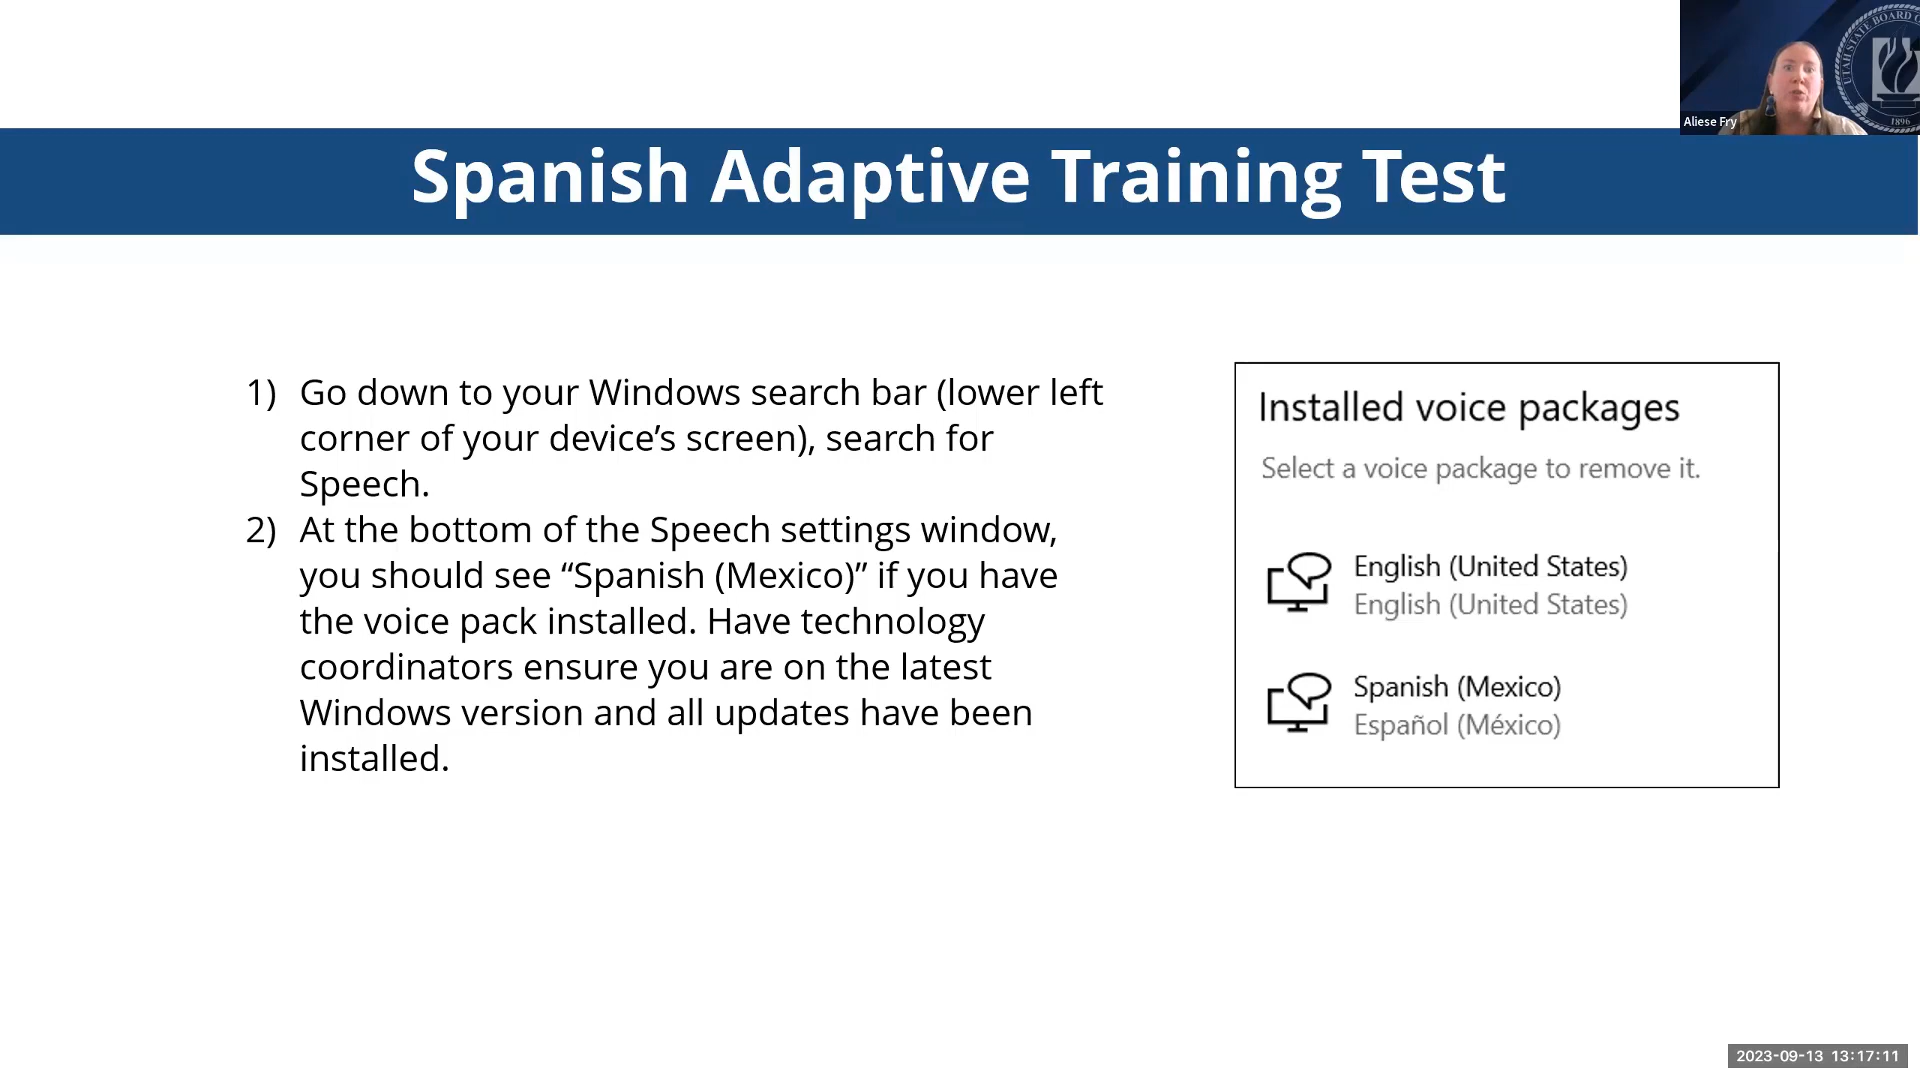 UTAH STATE BOARD
1896
Aliese Fry
Spanish Adaptive Training Test
1) Go down to your Windows search bar (lower left
corner of your device’s screen), search for
Speech.
2) At the bottom of the Speech settings window,
you should see “Spanish (Mexico)” if you have
the voice pack installed. Have technology
coordinators ensure you are on the latest
Windows version and all updates have been
installed.
Installed voice packages
Select a voice package to remove it.
English (United States)
English (United States)
Spanish (Mexico)
Español (México)
2023-09-13 13:17:11